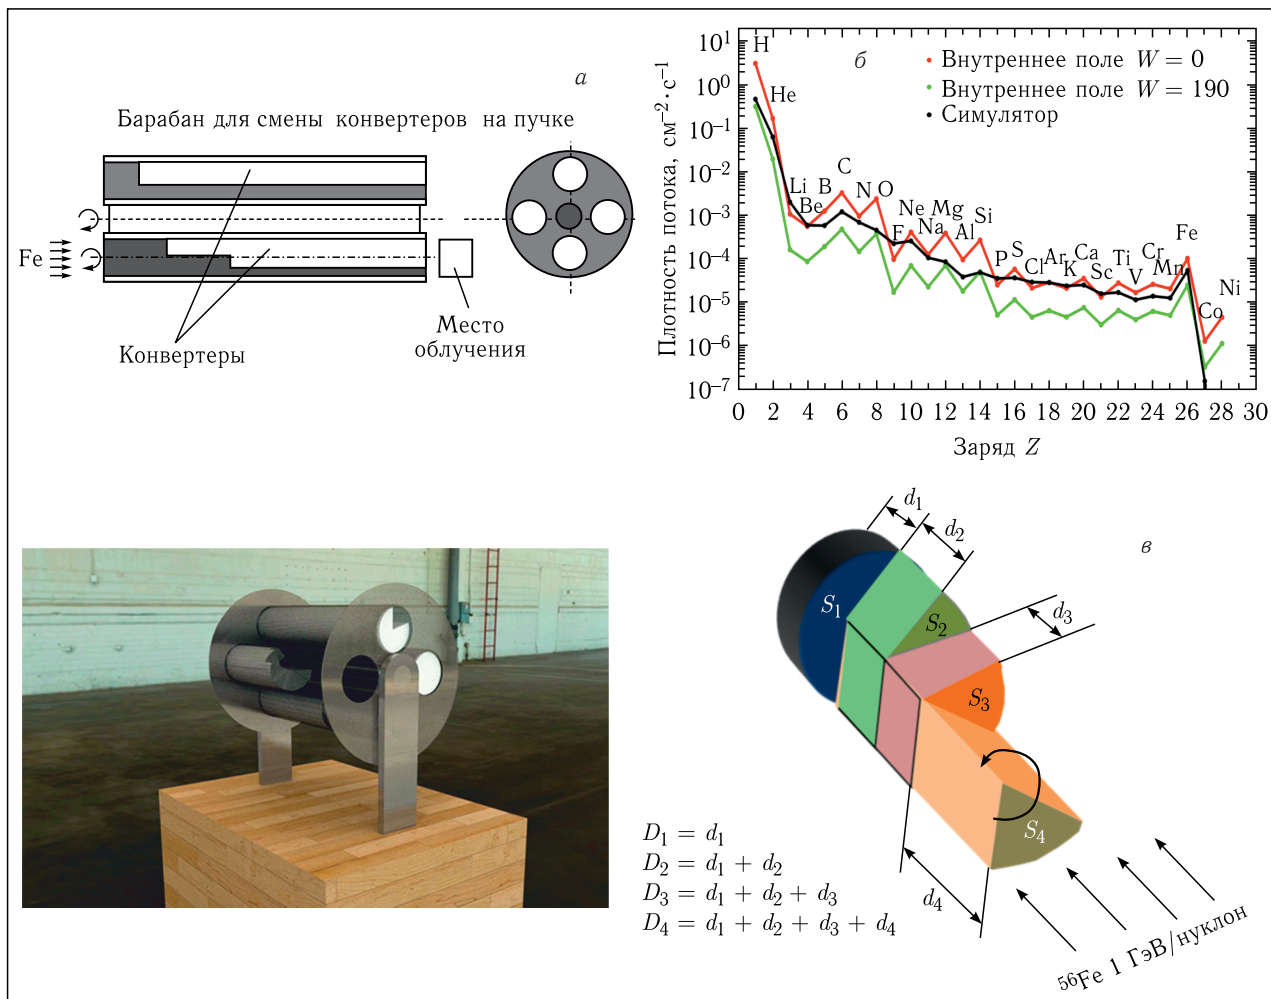 а
Барабан для смены конвертеров на пучке
Fe
Место
облучения
Конвертеры
б
Плотность потока, см⁻²·с⁻¹
10¹
10⁰
10⁻¹
10⁻²
10⁻³
10⁻⁴
10⁻⁵
10⁻⁶
10⁻⁷
Внутреннее поле W = 0
Внутреннее поле W = 190
Симулятор
H
He
Li
Be
B
C
N
O
F
Ne
Na
Mg
Al
Si
P
S
Cl
Ar
K
Ca
Sc
Ti
V
Cr
Mn
Fe
Co
Ni
0 2 4 6 8 10 12 14 16 18 20 22 24 26 28 30
Заряд Z
в
d₁
d₂
d₃
S₁
S₂
S₃
S₄
d₄
D₁ = d₁
D₂ = d₁ + d₂
D₃ = d₁ + d₂ + d₃
D₄ = d₁ + d₂ + d₃ + d₄
⁵⁶Fe 1 ГэВ/нуклон